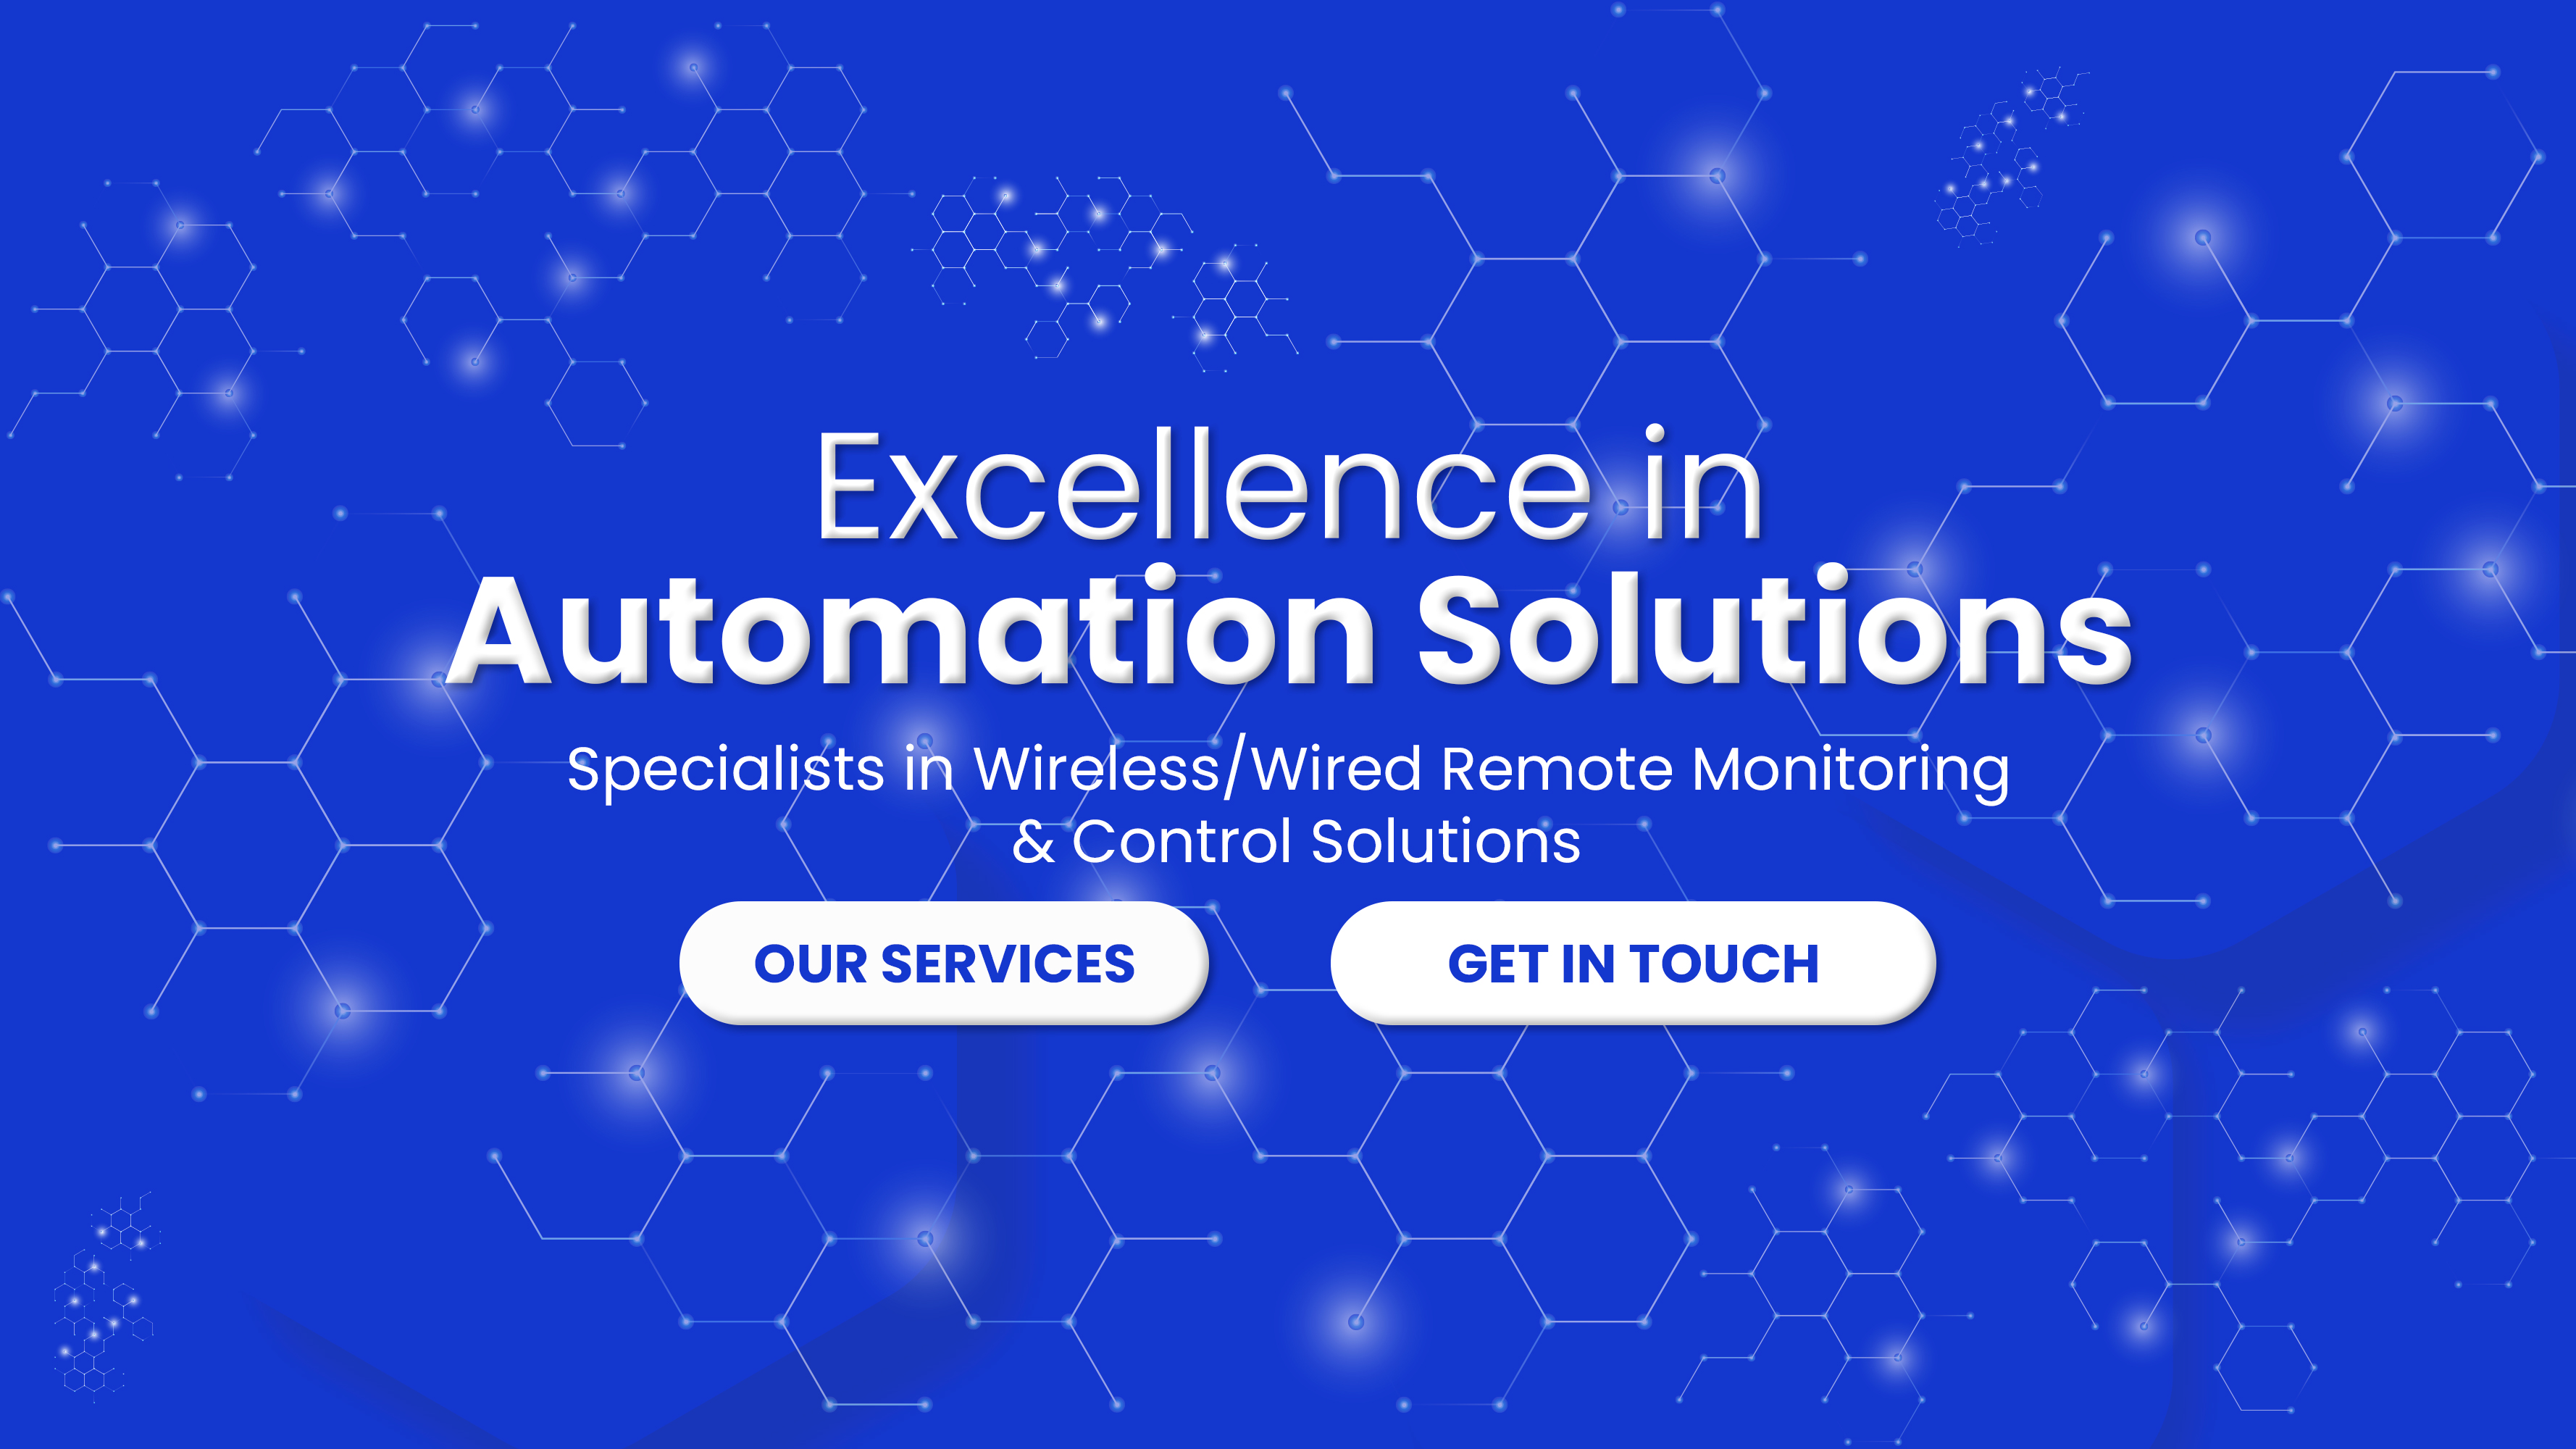 Excellence in
Automation Solutions
Specialists in Wireless/Wired Remote Monitoring
& Control Solutions
OUR SERVICES
GET IN TOUCH